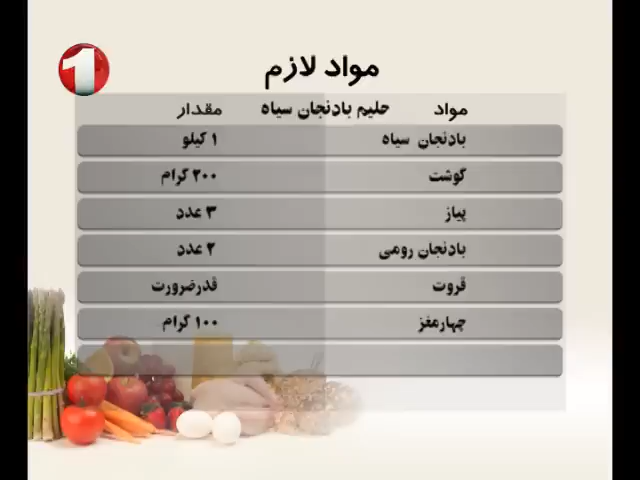 1
مواد لازم
مواد حلیم بادنجان سیاه مقدار
بادنجان سیاه ۱ کیلو
گوشت ۲۰۰ گرام
پیاز ۳ عدد
بادنجان رومی ۲ عدد
قروت قدرضرورت
چهارمغز ۱۰۰ گرام